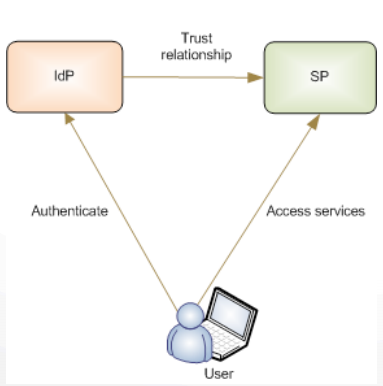 Trust
relationship
IdP
SP
Authenticate
Access services
User